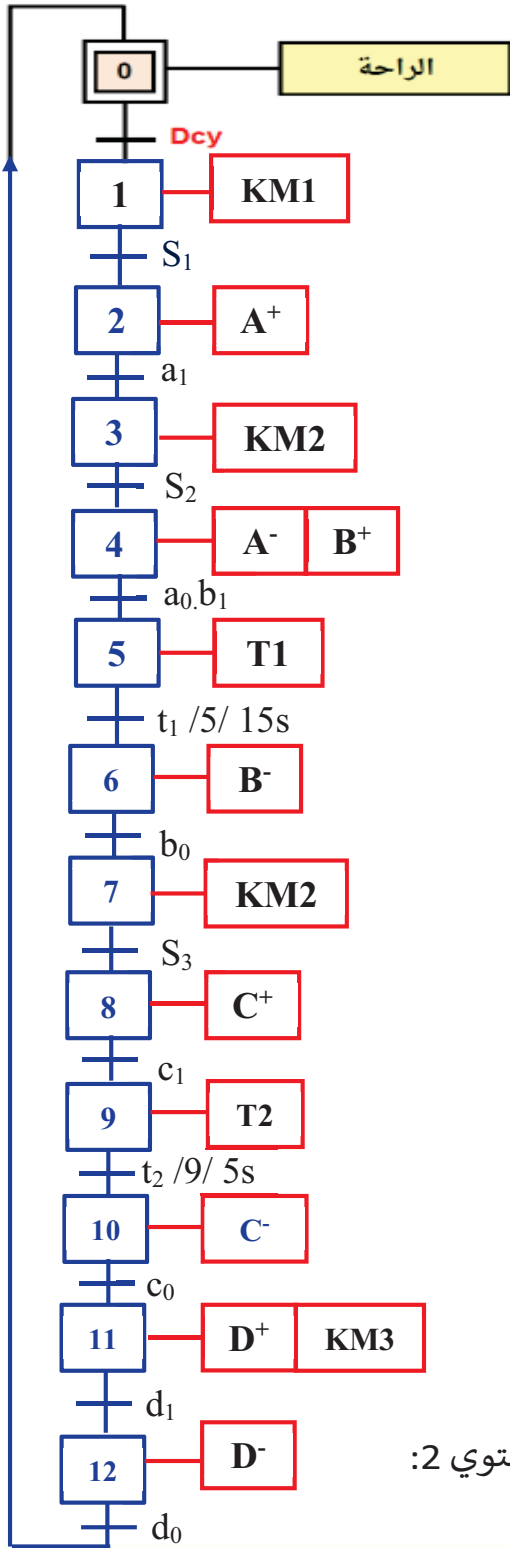 0 الراحة
Dcy
1 KM1
S₁
2 A⁺
a₁
3 KM2
S₂
4 A⁻ B⁺
a₀.b₁
5 T1
t₁ /5/ 15s
6 B⁻
b₀
7 KM2
S₃
8 C⁺
c₁
9 T2
t₂ /9/ 5s
10 C⁻
c₀
11 D⁺ KM3
d₁
12 D⁻
توي 2:
d₀